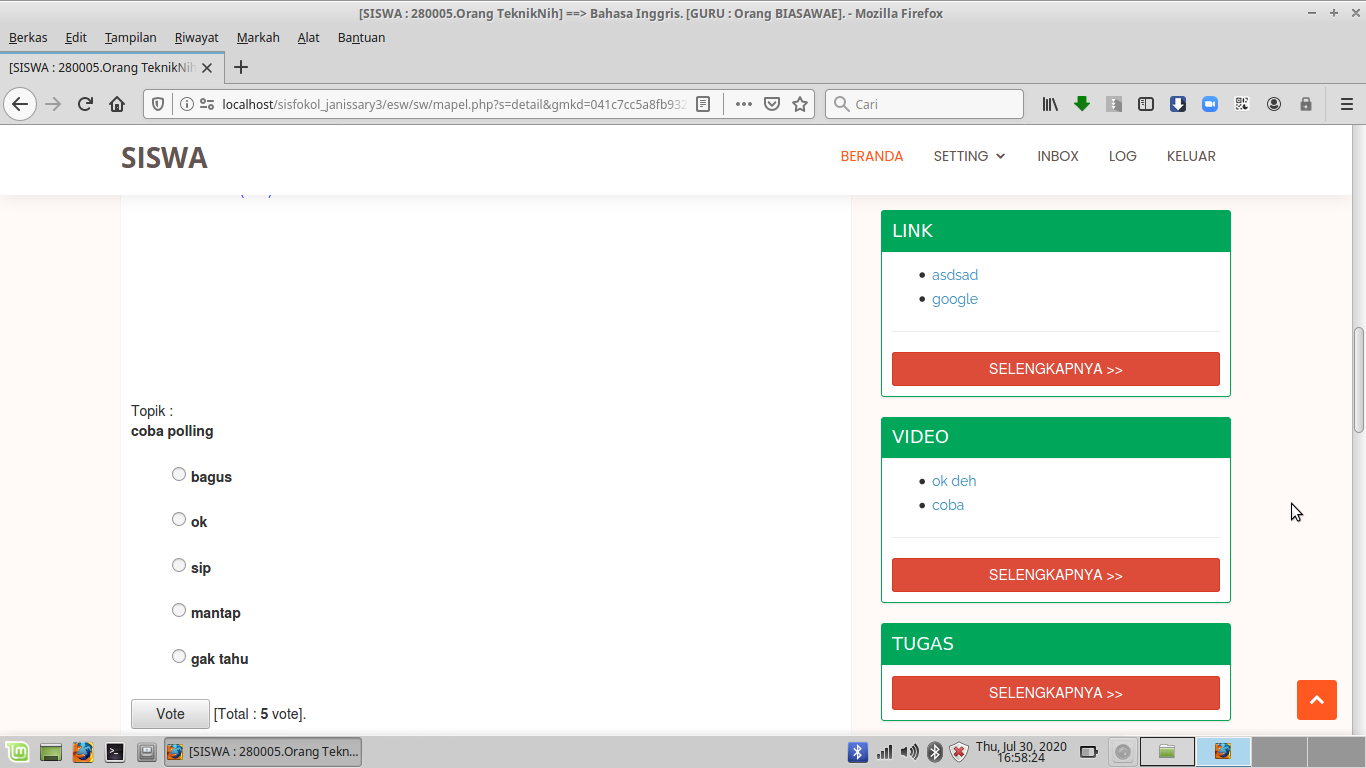 [SISWA : 280005.Orang TeknikNih] ==> Bahasa Inggris. [GURU : Orang BIASAWAE]. - Mozilla Firefox
Berkas Edit Tampilan Riwayat Markah Alat Bantuan
[SISWA : 280005.Orang TeknikNih
localhost/sisfokol_janissary3/esw/sw/mapel.php?s=detail&gmkd=041c7cc5a8fb932
Cari
SISWA
BERANDA SETTING INBOX LOG KELUAR
LINK
asdsad
google
SELENGKAPNYA >>
Topik :
coba polling
bagus
ok
sip
mantap
gak tahu
Vote [Total : 5 vote].
VIDEO
ok deh
coba
SELENGKAPNYA >>
TUGAS
SELENGKAPNYA >>
[SISWA : 280005.Orang Tekn...
Thu, Jul 30, 2020
16:58:24